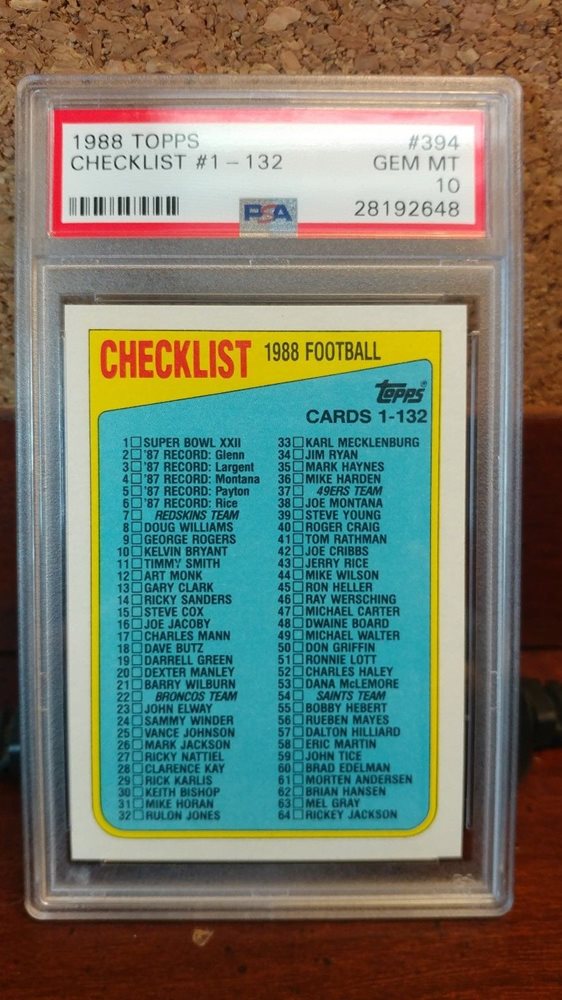 1988 TOPPS #394
CHECKLIST #1-132 GEM MT
10
PSA 28192648
CHECKLIST 1988 FOOTBALL
topps®
CARDS 1-132
1 SUPER BOWL XXII
2 '87 RECORD: Glenn
3 '87 RECORD: Largent
4 '87 RECORD: Montana
5 '87 RECORD: Payton
6 '87 RECORD: Rice
7 REDSKINS TEAM
8 DOUG WILLIAMS
9 GEORGE ROGERS
10 KELVIN BRYANT
11 TIMMY SMITH
12 ART MONK
13 GARY CLARK
14 RICKY SANDERS
15 STEVE COX
16 JOE JACOBY
17 CHARLES MANN
18 DAVE BUTZ
19 DARRELL GREEN
20 DEXTER MANLEY
21 BARRY WILBURN
22 BRONCOS TEAM
23 JOHN ELWAY
24 SAMMY WINDER
25 VANCE JOHNSON
26 MARK JACKSON
27 RICKY NATTIEL
28 CLARENCE KAY
29 RICK KARLIS
30 KEITH BISHOP
31 MIKE HORAN
32 RULON JONES
33 KARL MECKLENBURG
34 JIM RYAN
35 MARK HAYNES
36 MIKE HARDEN
37 49ERS TEAM
38 JOE MONTANA
39 STEVE YOUNG
40 ROGER CRAIG
41 TOM RATHMAN
42 JOE CRIBBS
43 JERRY RICE
44 MIKE WILSON
45 RON HELLER
46 RAY WERSCHING
47 MICHAEL CARTER
48 DWAINE BOARD
49 MICHAEL WALTER
50 DON GRIFFIN
51 RONNIE LOTT
52 CHARLES HALEY
53 DANA McLEMORE
54 SAINTS TEAM
55 BOBBY HEBERT
56 RUEBEN MAYES
57 DALTON HILLIARD
58 ERIC MARTIN
59 JOHN TICE
60 BRAD EDELMAN
61 MORTEN ANDERSEN
62 BRIAN HANSEN
63 MEL GRAY
64 RICKEY JACKSON